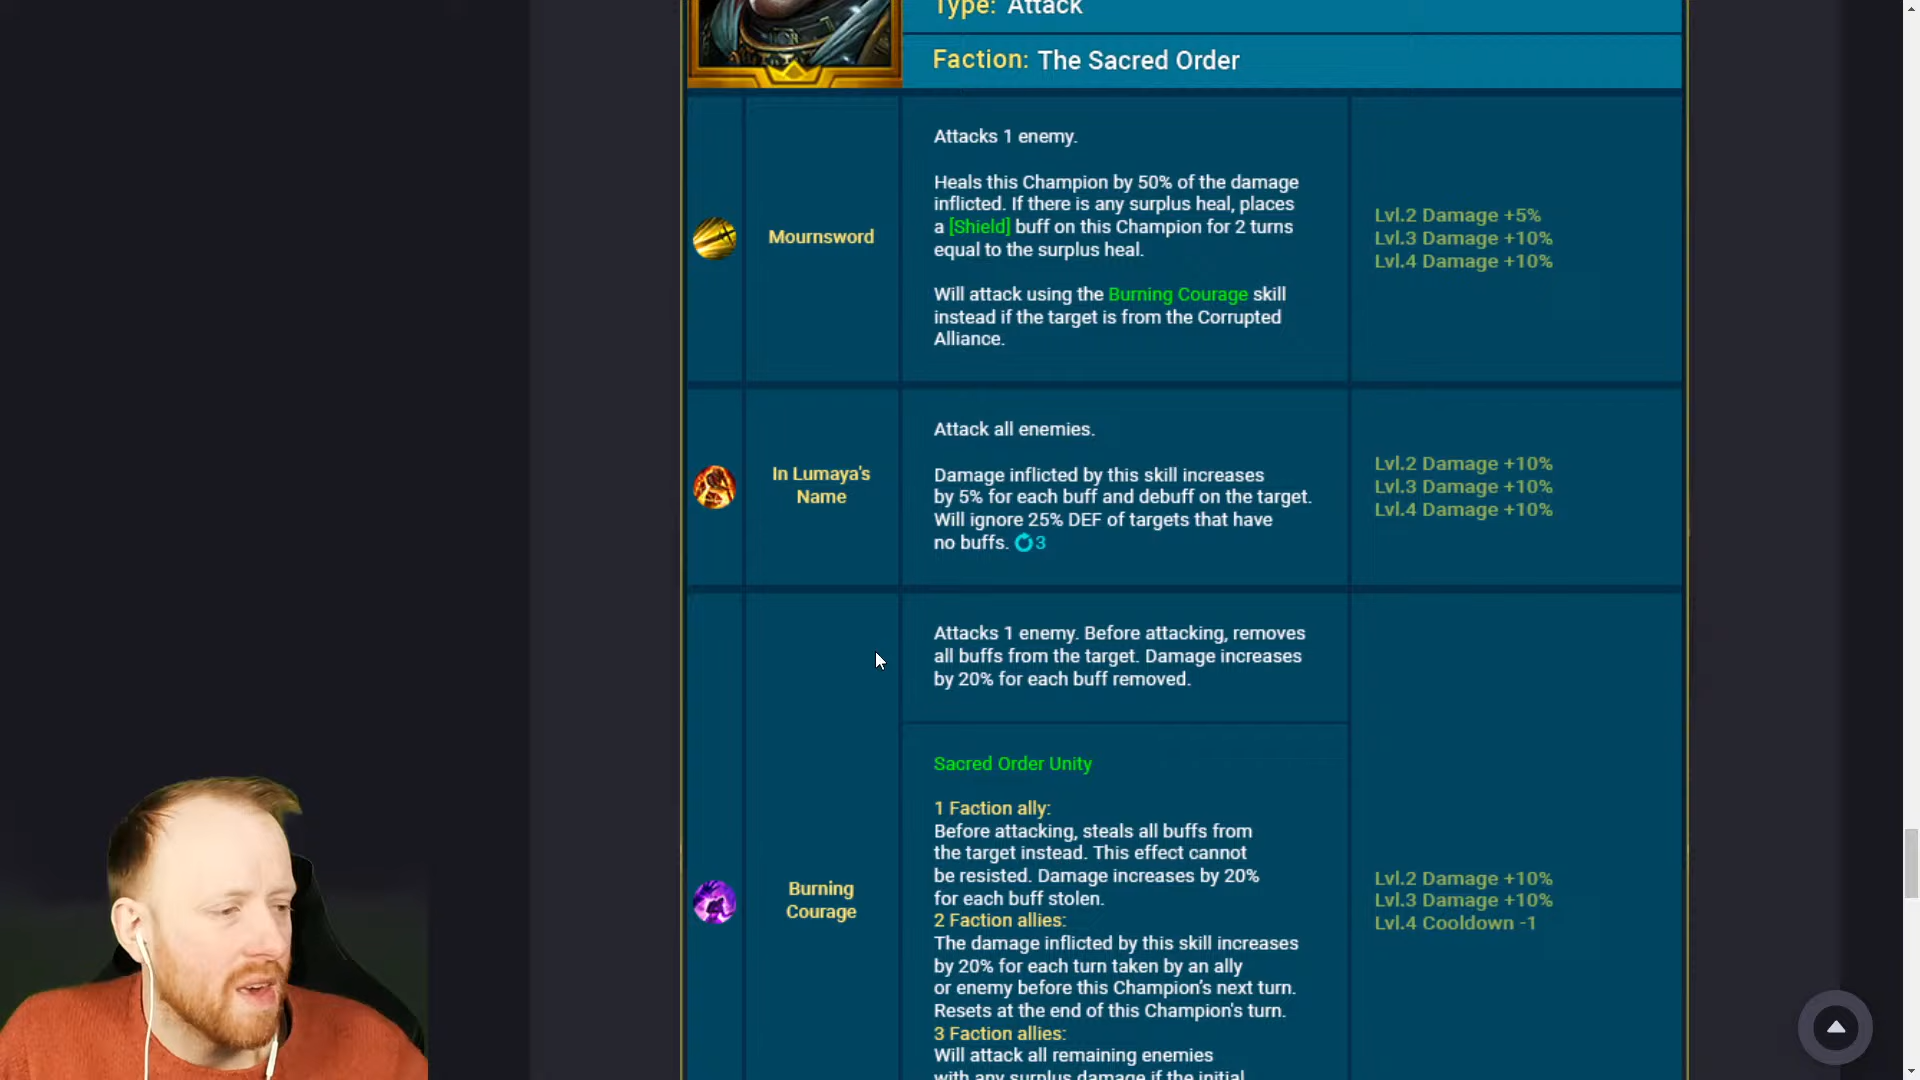 Type: Attack
Faction: The Sacred Order
Mournsword
Attacks 1 enemy.
Heals this Champion by 50% of the damage
inflicted. If there is any surplus heal, places
a [Shield] buff on this Champion for 2 turns
equal to the surplus heal.
Will attack using the Burning Courage skill
instead if the target is from the Corrupted
Alliance.
Lvl.2 Damage +5%
Lvl.3 Damage +10%
Lvl.4 Damage +10%
In Lumaya's
Name
Attack all enemies.
Damage inflicted by this skill increases
by 5% for each buff and debuff on the target.
Will ignore 25% DEF of targets that have
no buffs. 3
Lvl.2 Damage +10%
Lvl.3 Damage +10%
Lvl.4 Damage +10%
Burning
Courage
Attacks 1 enemy. Before attacking, removes
all buffs from the target. Damage increases
by 20% for each buff removed.
Sacred Order Unity
1 Faction ally:
Before attacking, steals all buffs from
the target instead. This effect cannot
be resisted. Damage increases by 20%
for each buff stolen.
2 Faction allies:
The damage inflicted by this skill increases
by 20% for each turn taken by an ally
or enemy before this Champion's next turn.
Resets at the end of this Champion's turn.
3 Faction allies:
Will attack all remaining enemies
with any surplus damage if the initial
Lvl.2 Damage +10%
Lvl.3 Damage +10%
Lvl.4 Cooldown -1